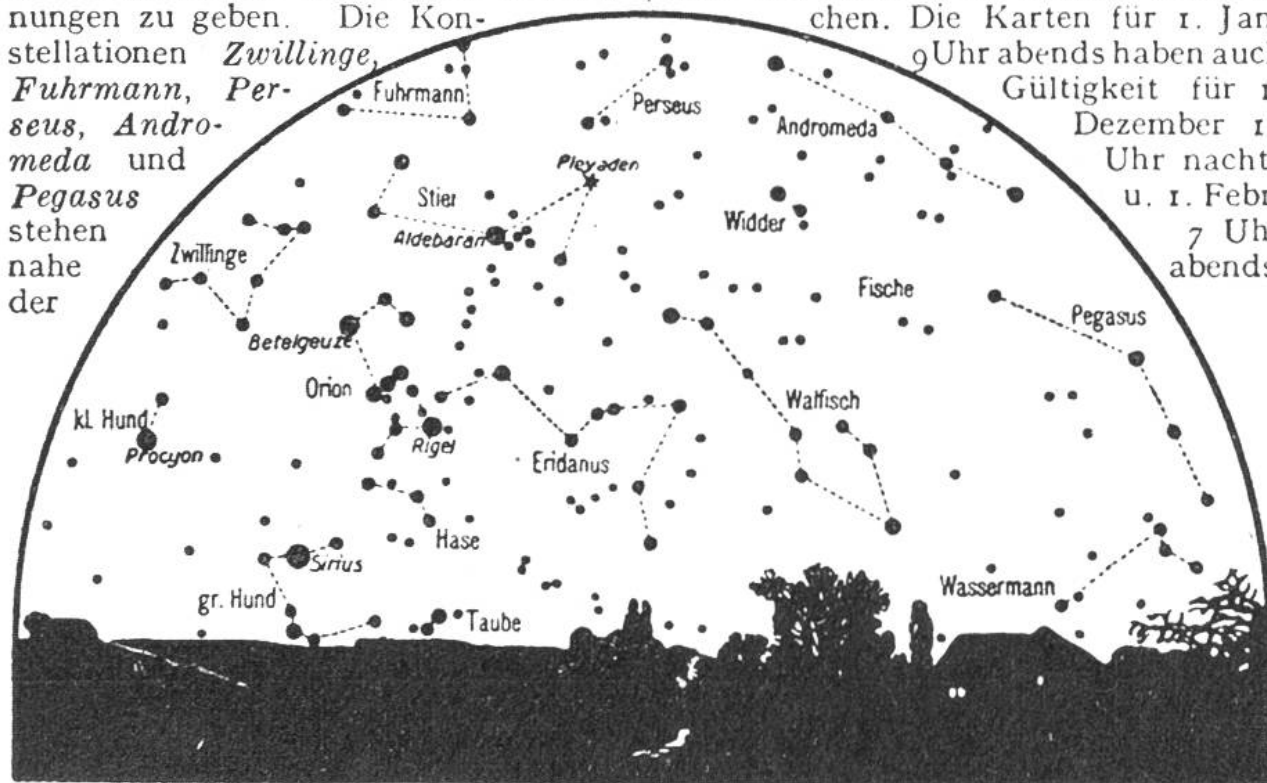 nungen zu geben. Die Kon-
stellationen Zwillinge,
Fuhrmann, Per-
seus, Andro-
meda und
Pegasus
stehen
nahe
der
chen. Die Karten für 1. Jan
9 Uhr abends haben auc
Gültigkeit für 1
Dezember 1
Uhr nacht
u. 1. Febr
7 Uh
abends
Fuhrmann
Perseus
Andromeda
Pleyaden
Stier
Aldebaran
Widder
Zwillinge
Fische
Pegasus
Betelgeuze
Orion
Walfisch
kl. Hund
Procyon
Rigel
Eridanus
Hase
Sirius
gr. Hund
Taube
Wassermann